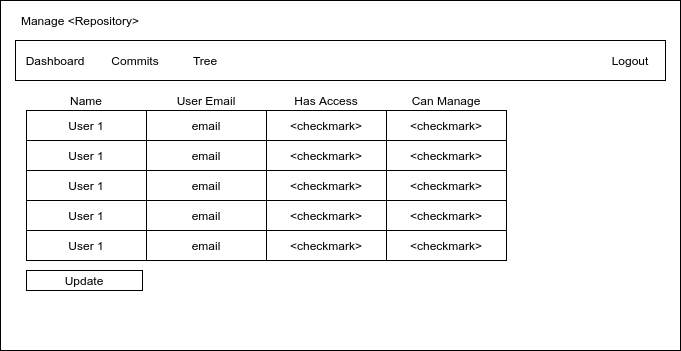 Manage <Repository>
Dashboard Commits Tree Logout
Name User Email Has Access Can Manage
User 1 email <checkmark> <checkmark>
User 1 email <checkmark> <checkmark>
User 1 email <checkmark> <checkmark>
User 1 email <checkmark> <checkmark>
User 1 email <checkmark> <checkmark>
Update